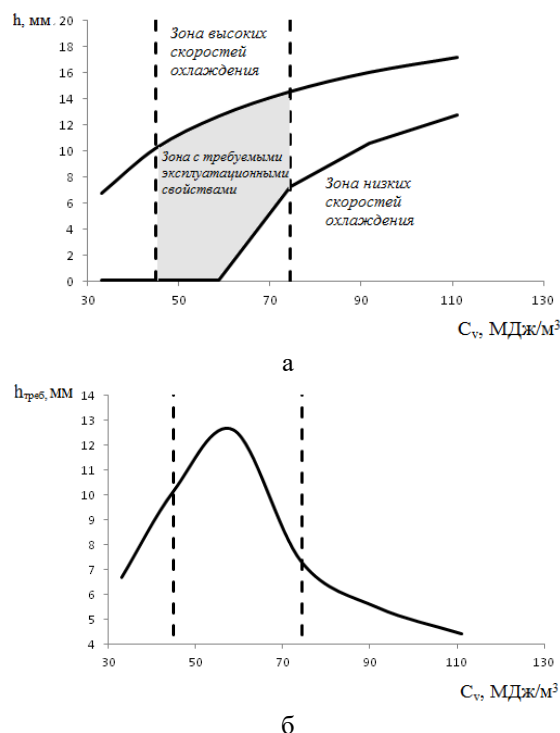 h, мм
20
18
16
14
12
10
8
6
4
2
0
Зона высоких
скоростей
охлаждения
Зона с требуемыми
эксплуатационными
свойствами
Зона низких
скоростей
охлаждения
30 50 70 90 110 130
Cv, МДж/м³
а
hтреб, мм
14
13
12
11
10
9
8
7
6
5
4
30 50 70 90 110 130
Cv, МДж/м³
б